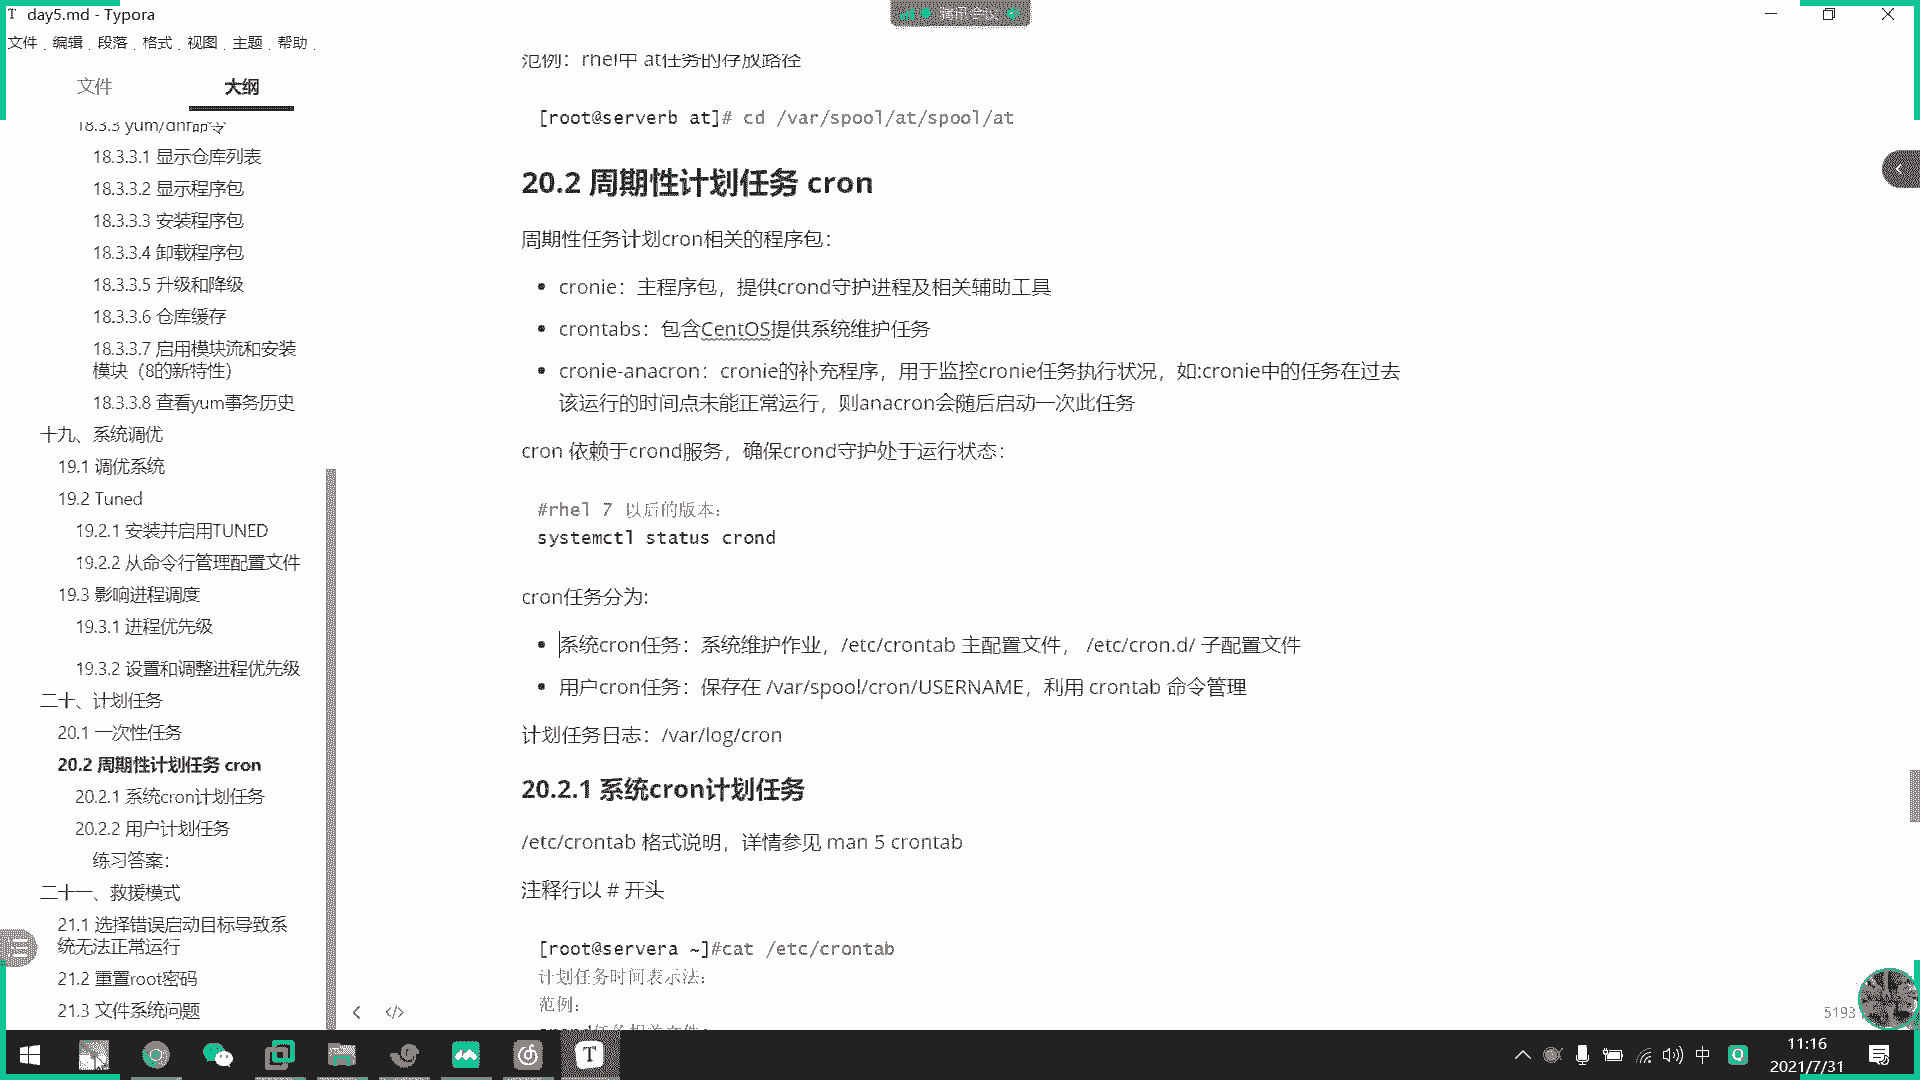 day5.md - Typora
腾讯会议
文件 编辑 段落 格式 视图 主题 帮助
文件 大纲
18.3.3 yum/dnf命令
18.3.3.1 显示仓库列表
18.3.3.2 显示程序包
18.3.3.3 安装程序包
18.3.3.4 卸载程序包
18.3.3.5 升级和降级
18.3.3.6 仓库缓存
18.3.3.7 启用模块流和安装
模块（8的新特性）
18.3.3.8 查看yum事务历史
十九、系统调优
19.1 调优系统
19.2 Tuned
19.2.1 安装并启用TUNED
19.2.2 从命令行管理配置文件
19.3 影响进程调度
19.3.1 进程优先级
19.3.2 设置和调整进程优先级
二十、计划任务
20.1 一次性任务
20.2 周期性计划任务 cron
20.2.1 系统cron计划任务
20.2.2 用户计划任务
练习答案：
二十一、救援模式
21.1 选择错误启动目标导致系
统无法正常运行
21.2 重置root密码
21.3 文件系统问题
范例：rhel中 at任务的存放路径
[root@serverb at]# cd /var/spool/at/spool/at
20.2 周期性计划任务 cron
周期性任务计划cron相关的程序包：
cronie：主程序包，提供crond守护进程及相关辅助工具
crontabs：包含CentOS提供系统维护任务
cronie-anacron：cronie的补充程序，用于监控cronie任务执行状况，如:cronie中的任务在过去
该运行的时间点未能正常运行，则anacron会随后启动一次此任务
cron 依赖于crond服务，确保crond守护处于运行状态：
#rhel 7 以后的版本：
systemctl status crond
cron任务分为:
系统cron任务：系统维护作业，/etc/crontab 主配置文件， /etc/cron.d/ 子配置文件
用户cron任务：保存在 /var/spool/cron/USERNAME，利用 crontab 命令管理
计划任务日志：/var/log/cron
20.2.1 系统cron计划任务
/etc/crontab 格式说明，详情参见 man 5 crontab
注释行以 # 开头
[root@servera ~]#cat /etc/crontab
计划任务时间表示法：
范例：
crond任务相关文件：
5193
中
11:16
2021/7/31